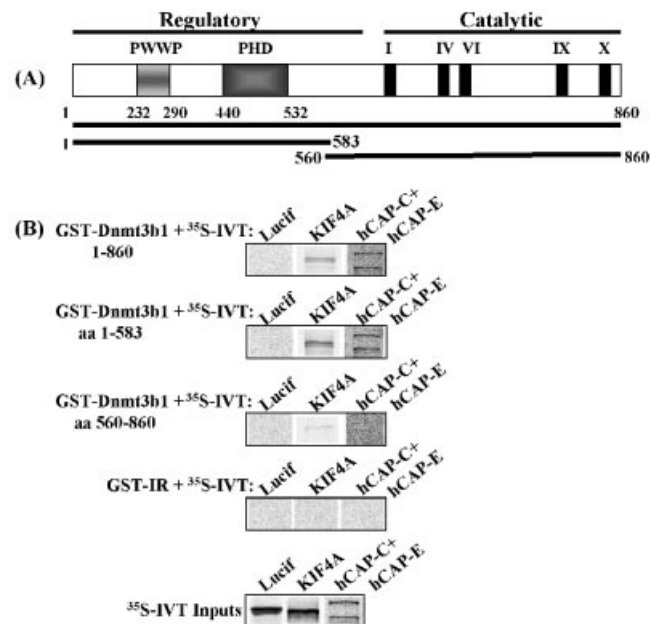 Regulatory Catalytic
PWWP PHD I IV VI IX X
(A)
1 232 290 440 532 860
1 583
560 860
(B)
Lucif KIF4A hCAP-C+ hCAP-E
GST-Dnmt3b1 + 35S-IVT:
1-860
Lucif KIF4A hCAP-C+ hCAP-E
GST-Dnmt3b1 + 35S-IVT:
aa 1-583
Lucif KIF4A hCAP-C+ hCAP-E
GST-Dnmt3b1 + 35S-IVT:
aa 560-860
Lucif KIF4A hCAP-C+ hCAP-E
GST-IR + 35S-IVT:
Lucif KIF4A hCAP-C+ hCAP-E
35S-IVT Inputs